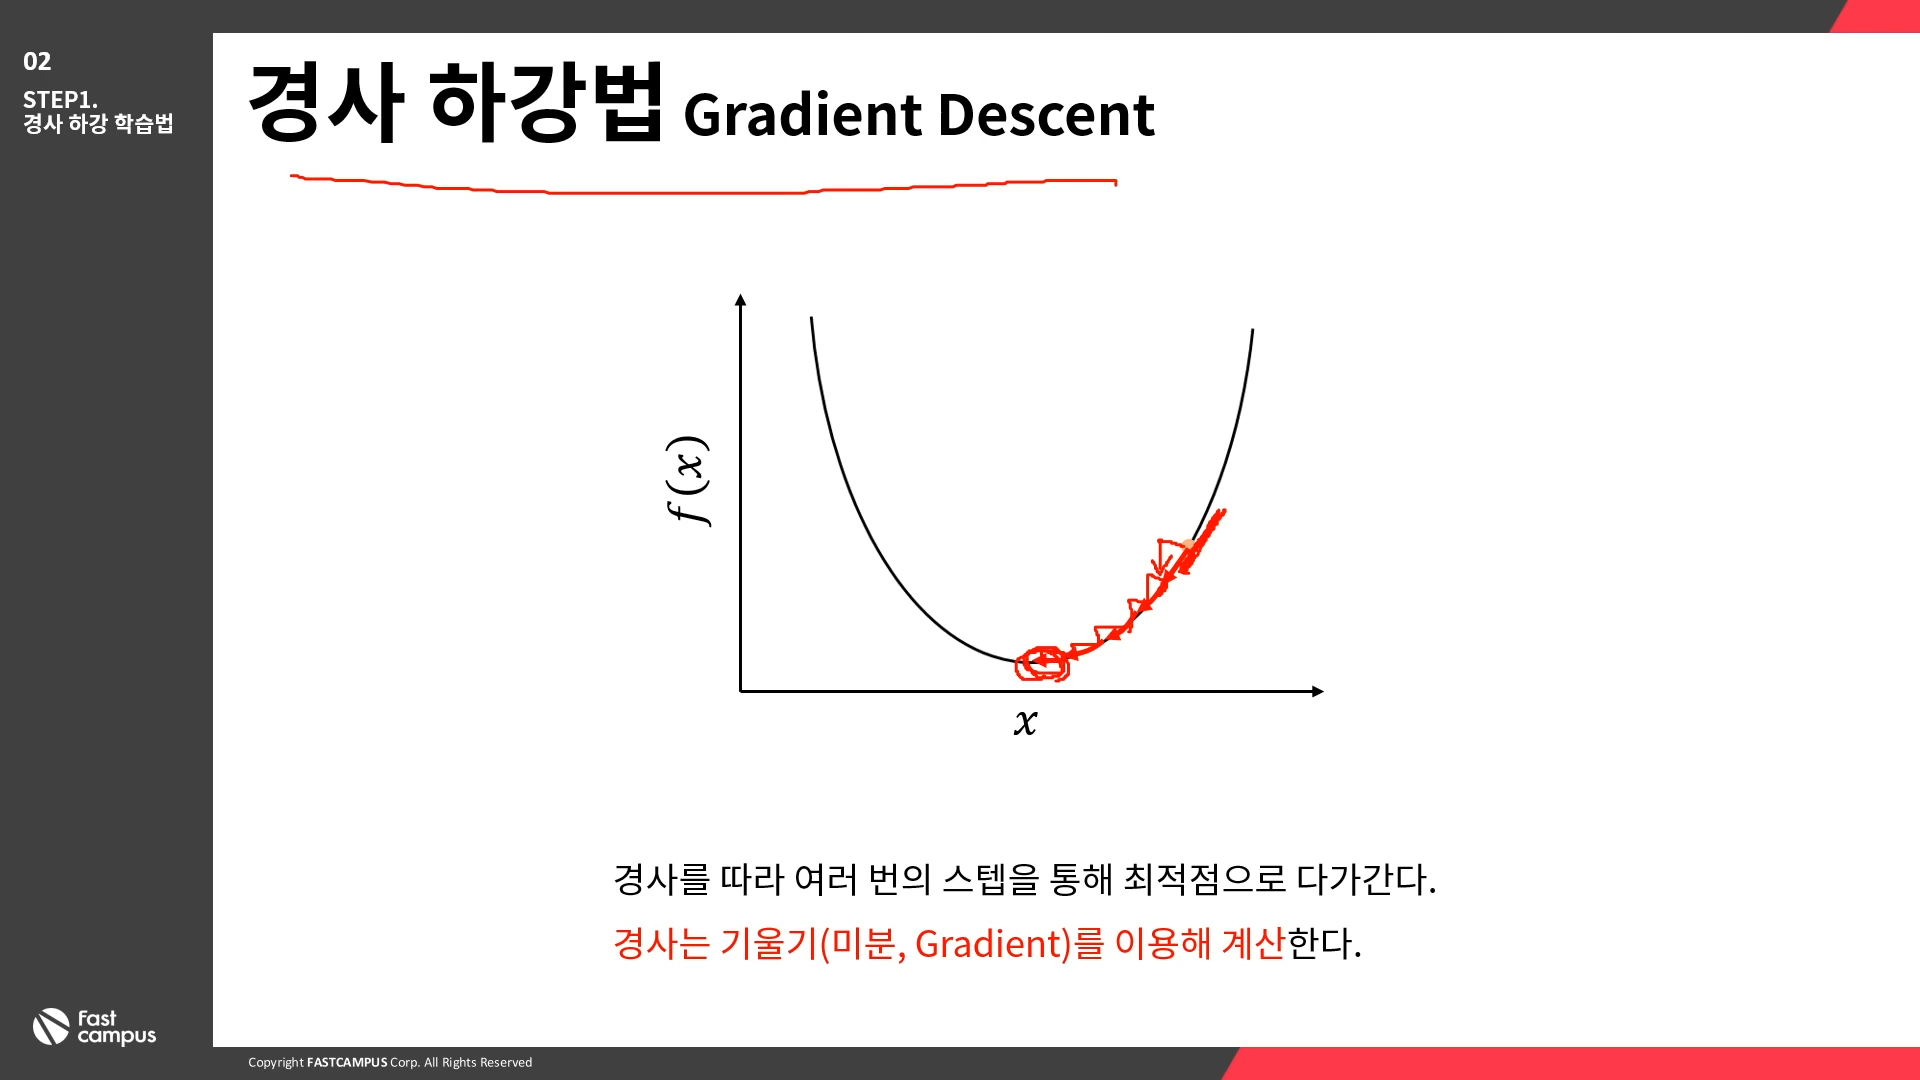 02
STEP1.
경사 하강 학습법
경사 하강법 Gradient Descent
f(x)
x
경사를 따라 여러 번의 스텝을 통해 최적점으로 다가간다.
경사는 기울기(미분, Gradient)를 이용해 계산한다.
fast
campus
Copyright FASTCAMPUS Corp. All Rights Reserved